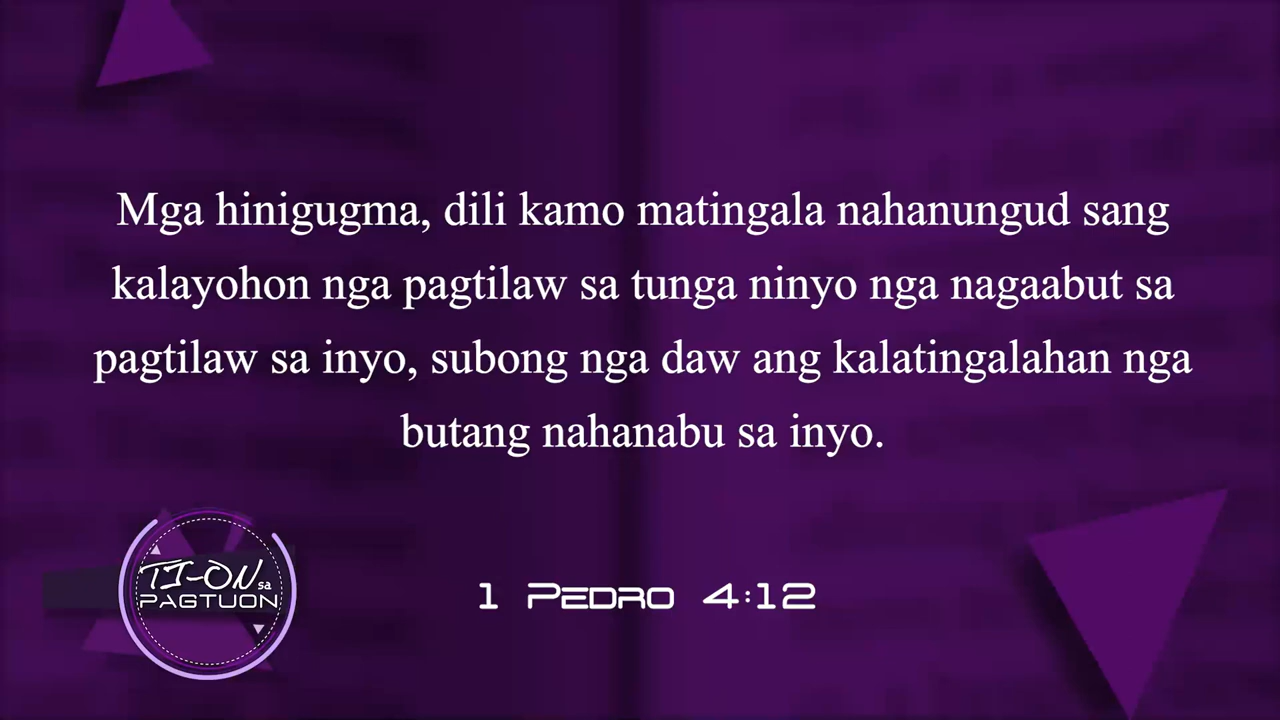 Mga hinigugma, dili kamo matingala nahanungud sang
kalayohon nga pagtilaw sa tunga ninyo nga nagaabut sa
pagtilaw sa inyo, subong nga daw ang kalatingalahan nga
butang nahanabu sa inyo.
TI-ON sa
PAGTUON
1 Pedro 4:12